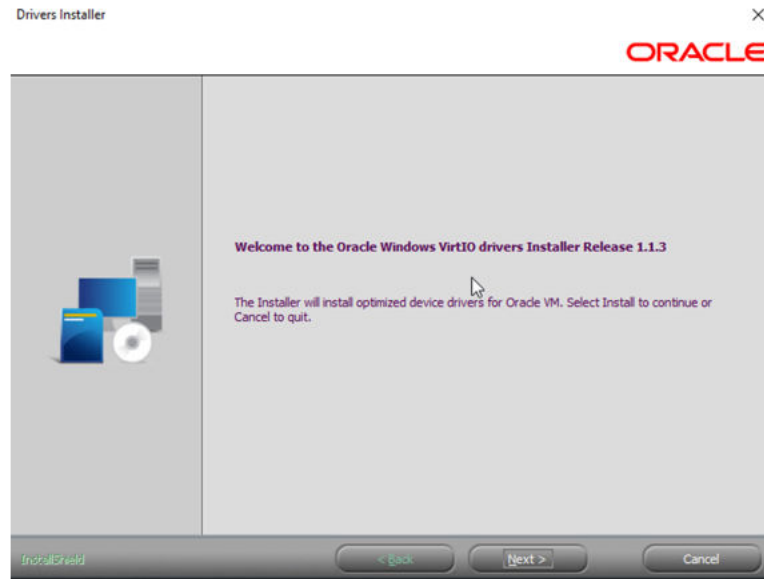 Drivers Installer
ORACLE
Welcome to the Oracle Windows VirtIO drivers Installer Release 1.1.3
The Installer will install optimized device drivers for Oracle VM. Select Install to continue or
Cancel to quit.
InstallShield
< Back
Next >
Cancel